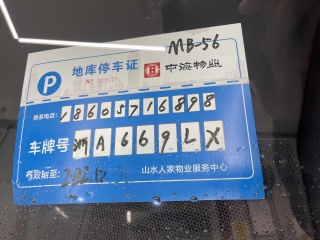 MB-56
地库停车证
中海物业
P
联系电话: 18605716898
车牌号 浙A669LX
有效期至:
山水人家物业服务中心